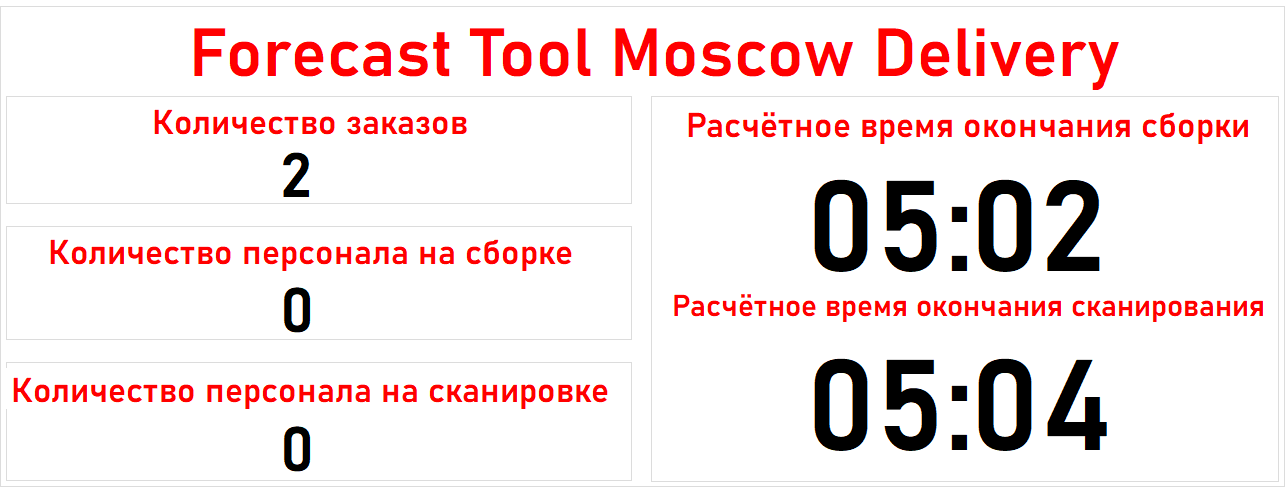 Forecast Tool Moscow Delivery
Количество заказов
2
Количество персонала на сборке
0
Количество персонала на сканировке
0
Расчётное время окончания сборки
05:02
Расчётное время окончания сканирования
05:04